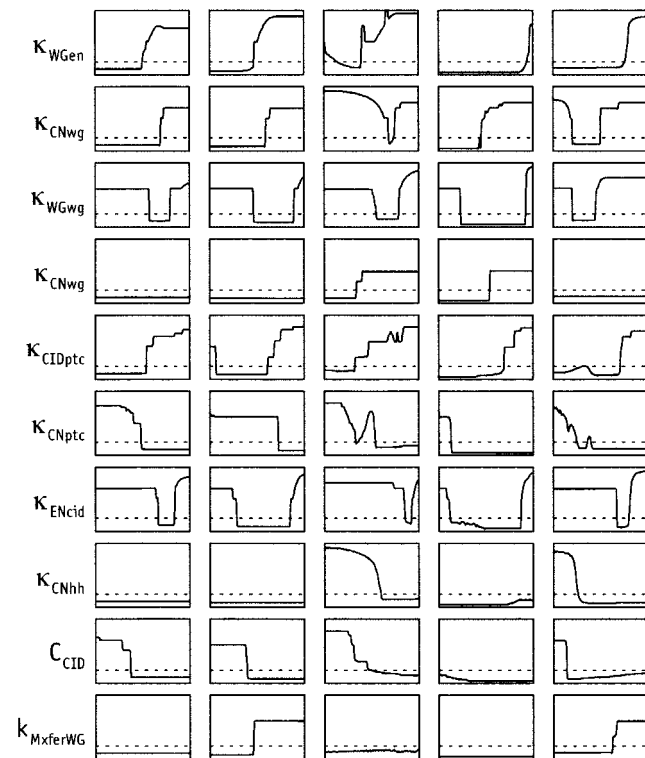 κWGen
κCNwg
κWGwg
κCNwg
κCIDptc
κCNptc
κENcid
κCNhh
CCID
kMxferWG